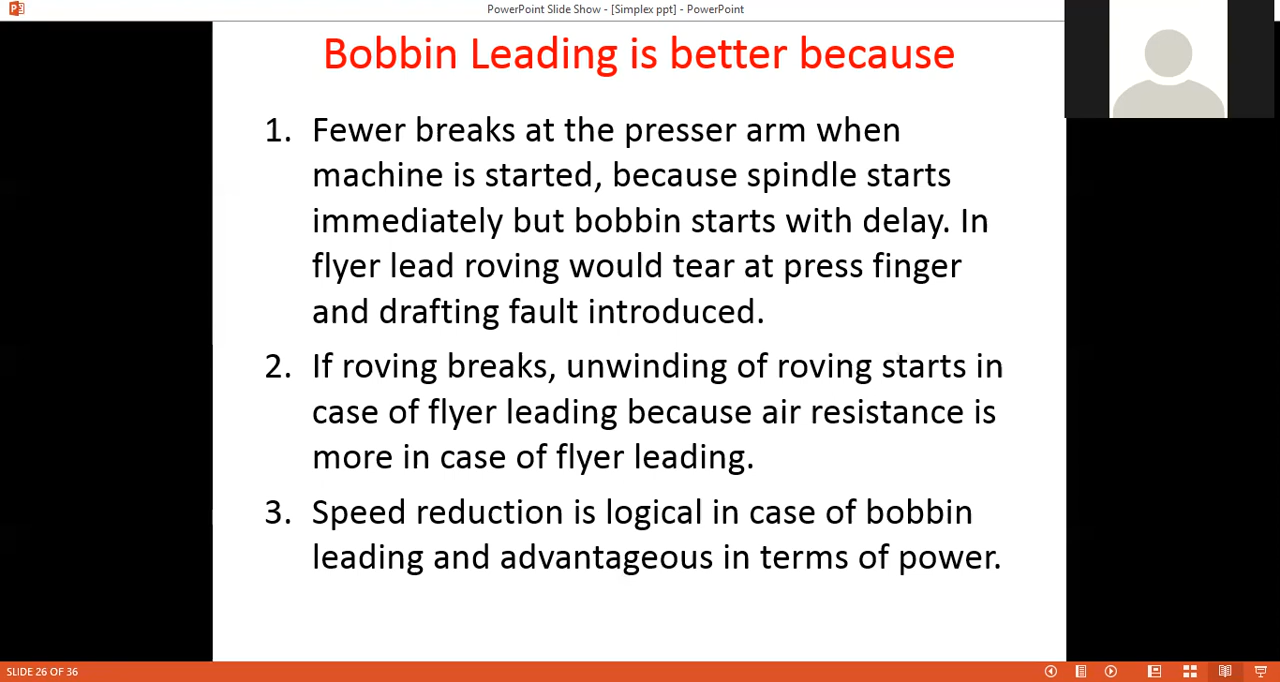 PowerPoint Slide Show - [Simplex ppt] - PowerPoint
Bobbin Leading is better because
1. Fewer breaks at the presser arm when
machine is started, because spindle starts
immediately but bobbin starts with delay. In
flyer lead roving would tear at press finger
and drafting fault introduced.
2. If roving breaks, unwinding of roving starts in
case of flyer leading because air resistance is
more in case of flyer leading.
3. Speed reduction is logical in case of bobbin
leading and advantageous in terms of power.
SLIDE 26 OF 36